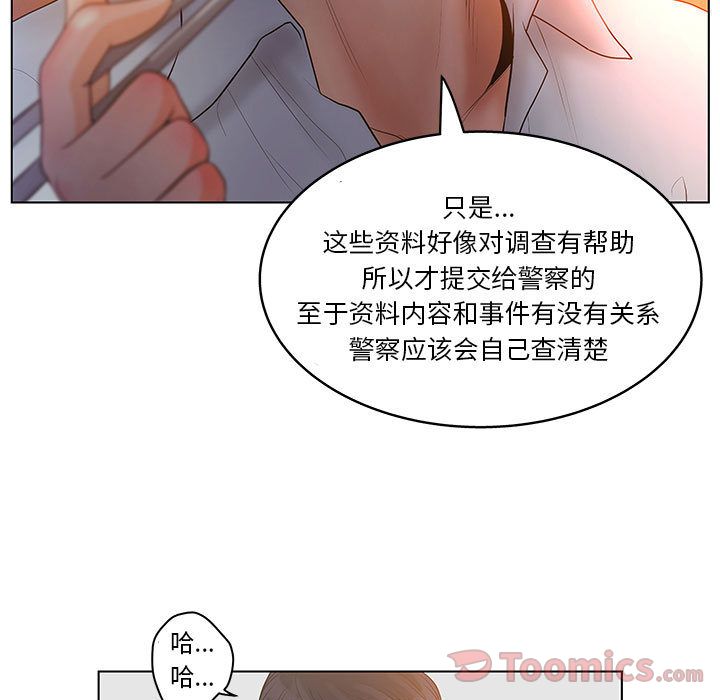 只是...
这些资料好像对调查有帮助
所以才提交给警察的
至于资料内容和事件有没有关系
警察应该会自己查清楚
哈...
哈...
Toomics.com